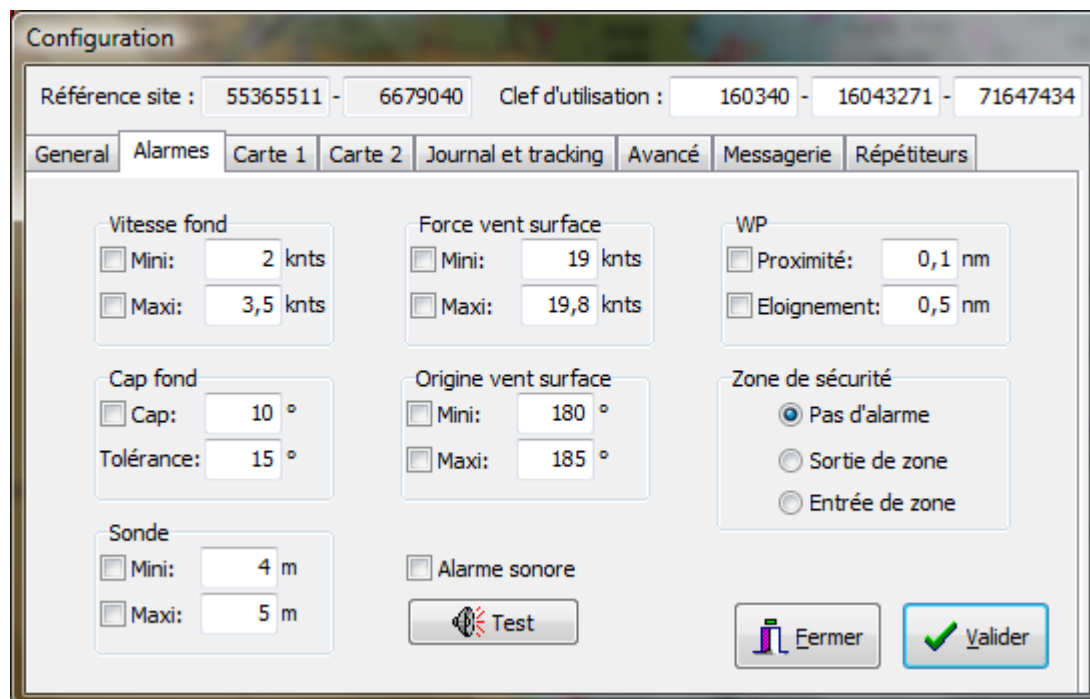 Configuration
Référence site : 55365511 - 6679040 Clef d'utilisation : 160340 - 16043271 - 71647434
General Alarmes Carte 1 Carte 2 Journal et tracking Avancé Messagerie Répétiteurs
Vitesse fond Force vent surface WP
Mini: 2 knts Mini: 19 knts Proximité: 0,1 nm
Maxi: 3,5 knts Maxi: 19,8 knts Eloignement: 0,5 nm
Cap fond Origine vent surface Zone de sécurité
Cap: 10 ° Mini: 180 ° Pas d'alarme
Tolérance: 15 ° Maxi: 185 ° Sortie de zone
Entrée de zone
Sonde
Mini: 4 m Alarme sonore
Maxi: 5 m Test Fermer Valider